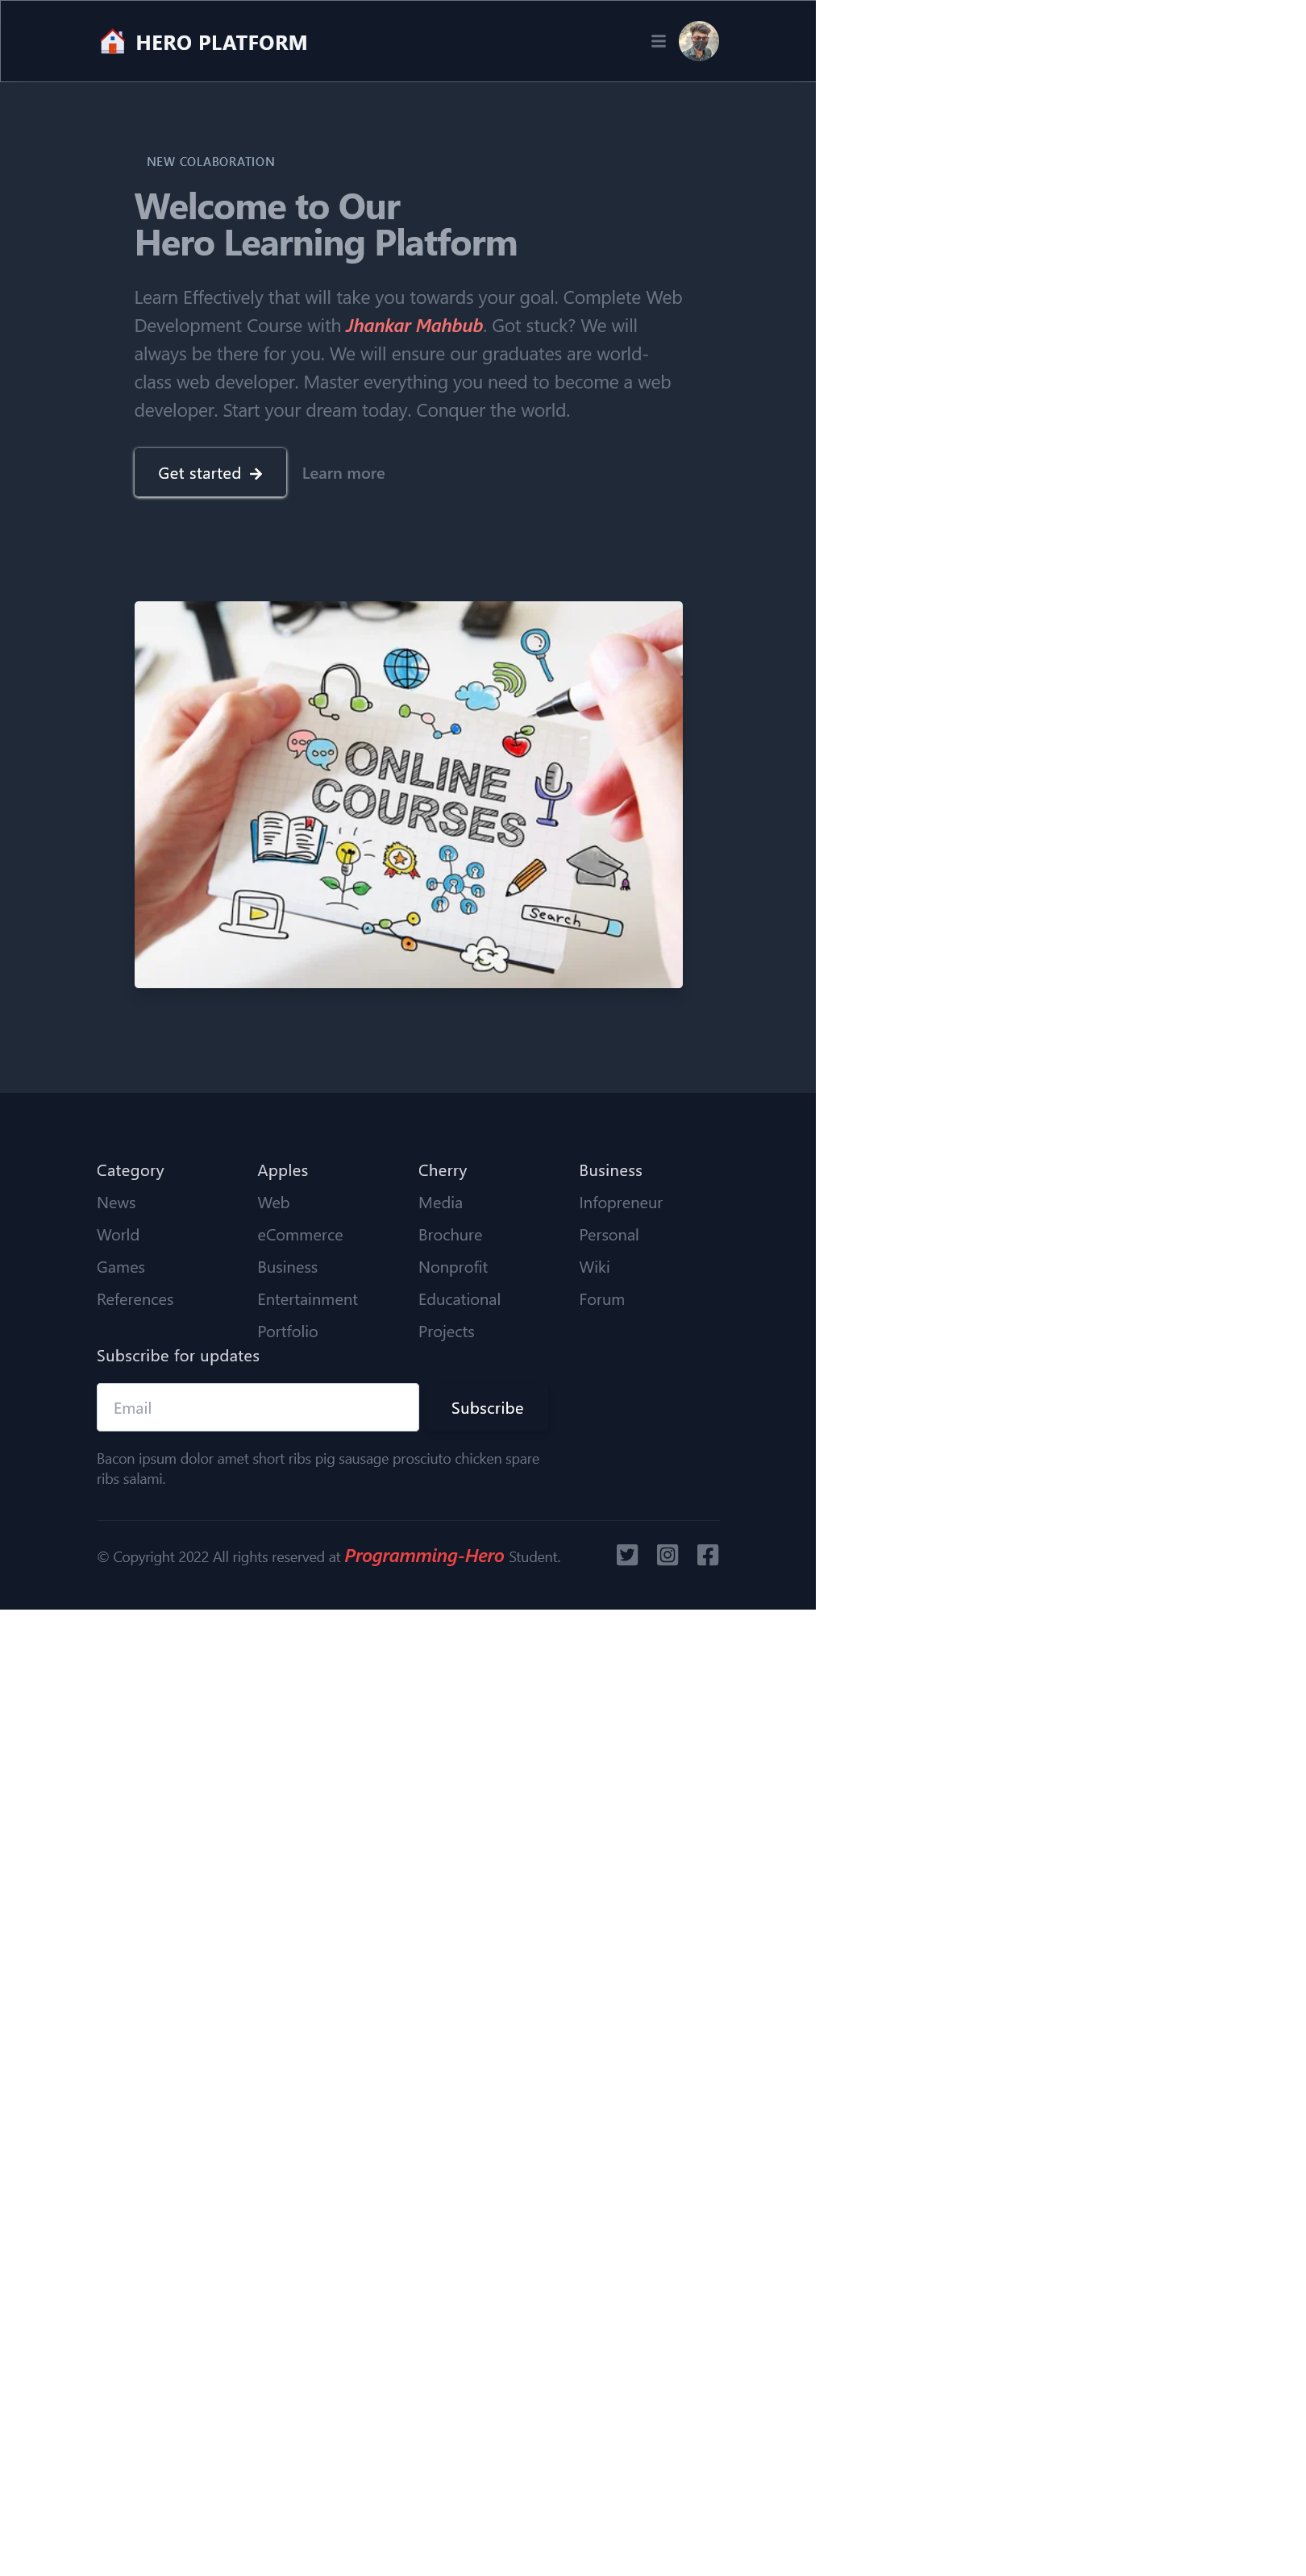 HERO PLATFORM
NEW COLABORATION
Welcome to Our
Hero Learning Platform
Learn Effectively that will take you towards your goal. Complete Web
Development Course with Jhankar Mahbub. Got stuck? We will
always be there for you. We will ensure our graduates are world-
class web developer. Master everything you need to become a web
developer. Start your dream today. Conquer the world.
Get started
Learn more
ONLINE
COURSES
Search
Category
News
World
Games
References
Apples
Web
eCommerce
Business
Entertainment
Portfolio
Cherry
Media
Brochure
Nonprofit
Educational
Projects
Business
Infopreneur
Personal
Wiki
Forum
Subscribe for updates
Email
Subscribe
Bacon ipsum dolor amet short ribs pig sausage prosciuto chicken spare
ribs salami.
© Copyright 2022 All rights reserved at Programming-Hero Student.